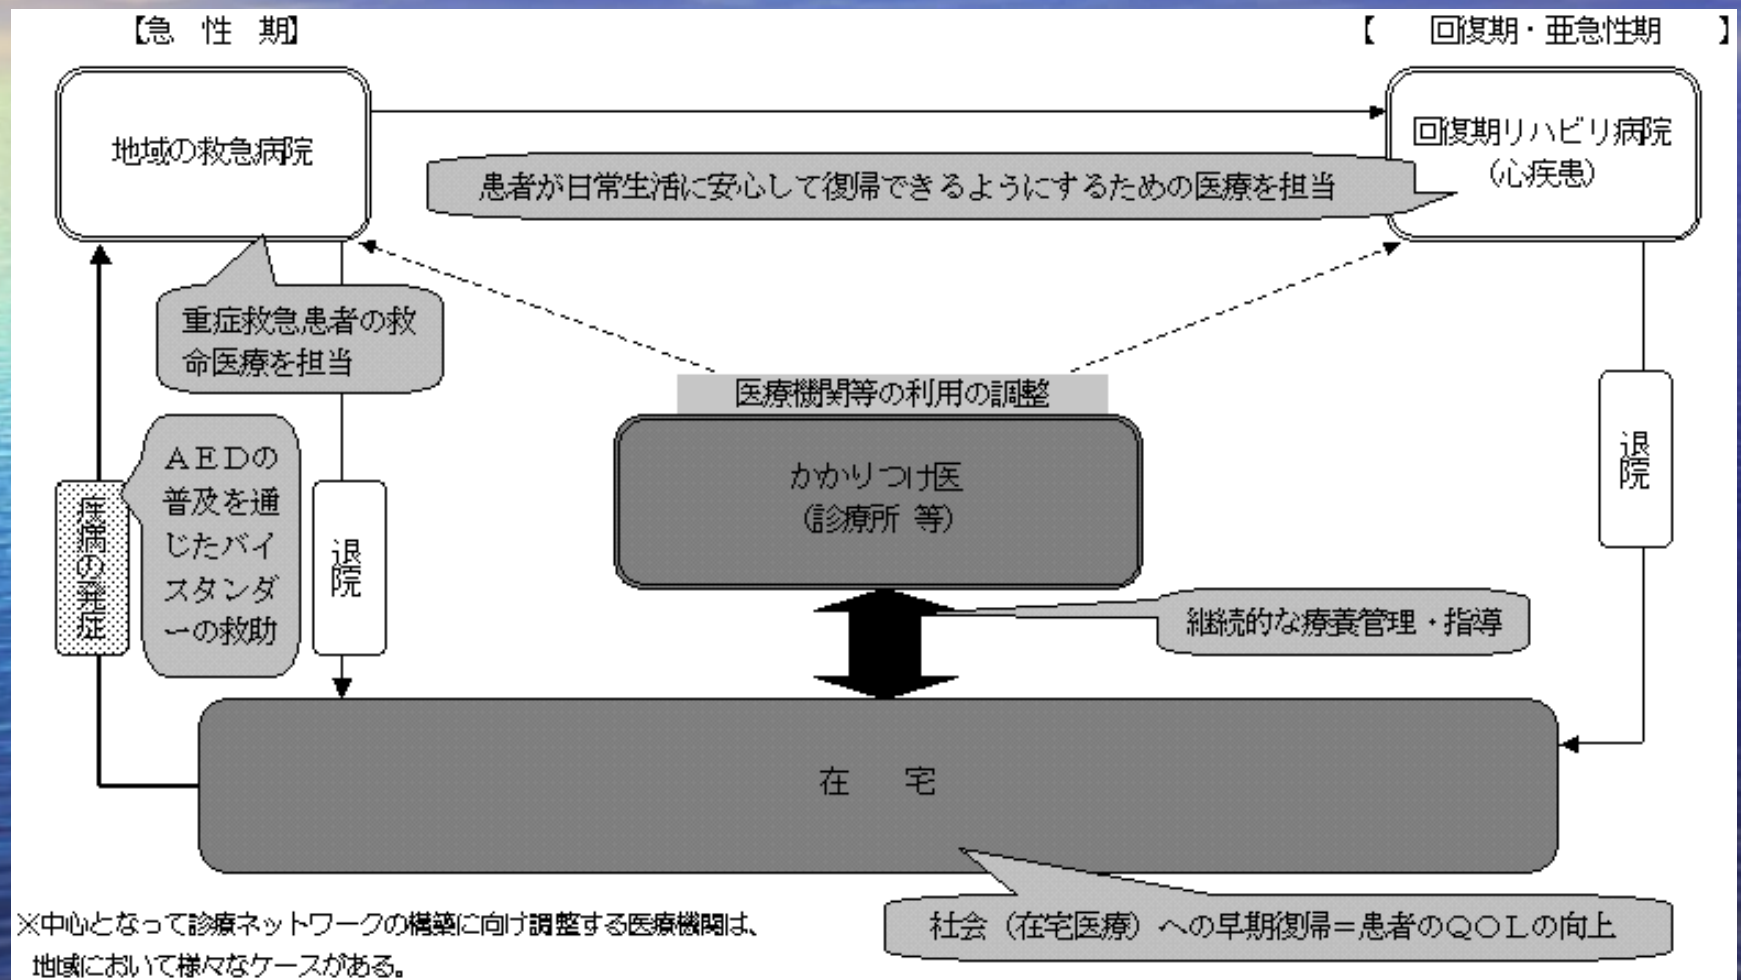 【急 性 期】
【 回復期・亜急性期 】
地域の救急病院
回復期リハビリ病院
（心疾患）
患者が日常生活に安心して復帰できるようにするための医療を担当
重症救急患者の救
命医療を担当
医療機関等の利用の調整
かかりつけ医
（診療所 等）
ＡＥＤの
普及を通
じたバイ
スタンダ
ーの救助
疾病の発症
退院
退院
継続的な療養管理・指導
在 宅
社会（在宅医療）への早期復帰＝患者のＱＯＬの向上
※中心となって診療ネットワークの構築に向け調整する医療機関は、
地域において様々なケースがある。